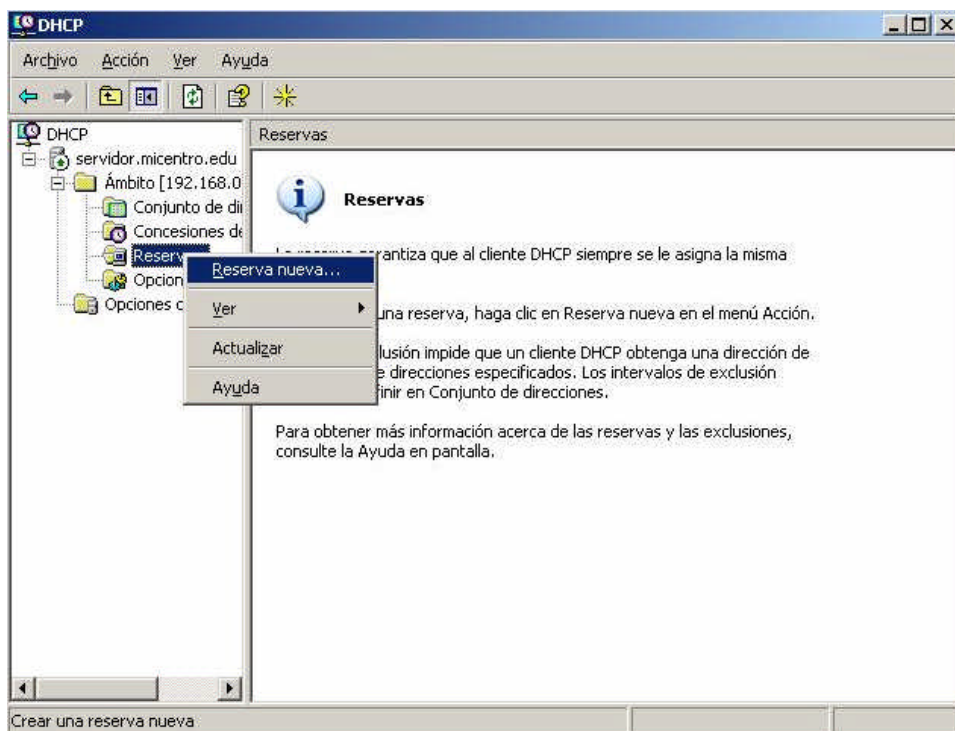 DHCP
Archivo Acción Ver Ayuda
DHCP
servidor.micentro.edu
Ámbito [192.168.0
Conjunto de di
Concesiones de
Reserv
Opcion
Opciones c
Reserva nueva...
Ver
Actualizar
Ayuda
Reservas
Reservas
La reserva garantiza que al cliente DHCP siempre se le asigna la misma
una reserva, haga clic en Reserva nueva en el menú Acción.
lusión impide que un cliente DHCP obtenga una dirección de
e direcciones especificados. Los intervalos de exclusión
finir en Conjunto de direcciones.
Para obtener más información acerca de las reservas y las exclusiones,
consulte la Ayuda en pantalla.
Crear una reserva nueva